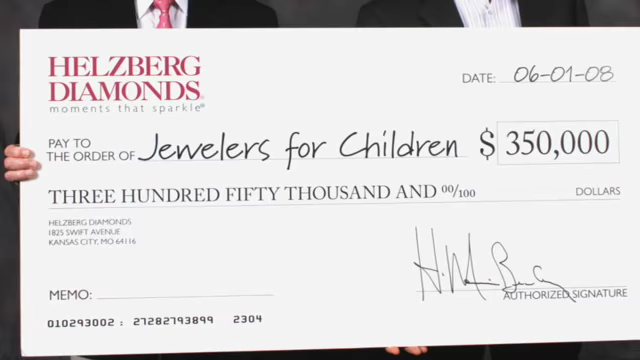 HELZBERG
DIAMONDS®
moments that sparkle®
DATE: 06-01-08
PAY TO
THE ORDER OF Jewelers for Children $ 350,000
THREE HUNDRED FIFTY THOUSAND AND 00/100 DOLLARS
HELZBERG DIAMONDS
1825 SWIFT AVENUE
KANSAS CITY, MO 64116
MEMO:
AUTHORIZED SIGNATURE
010293002 : 27282793899 2304